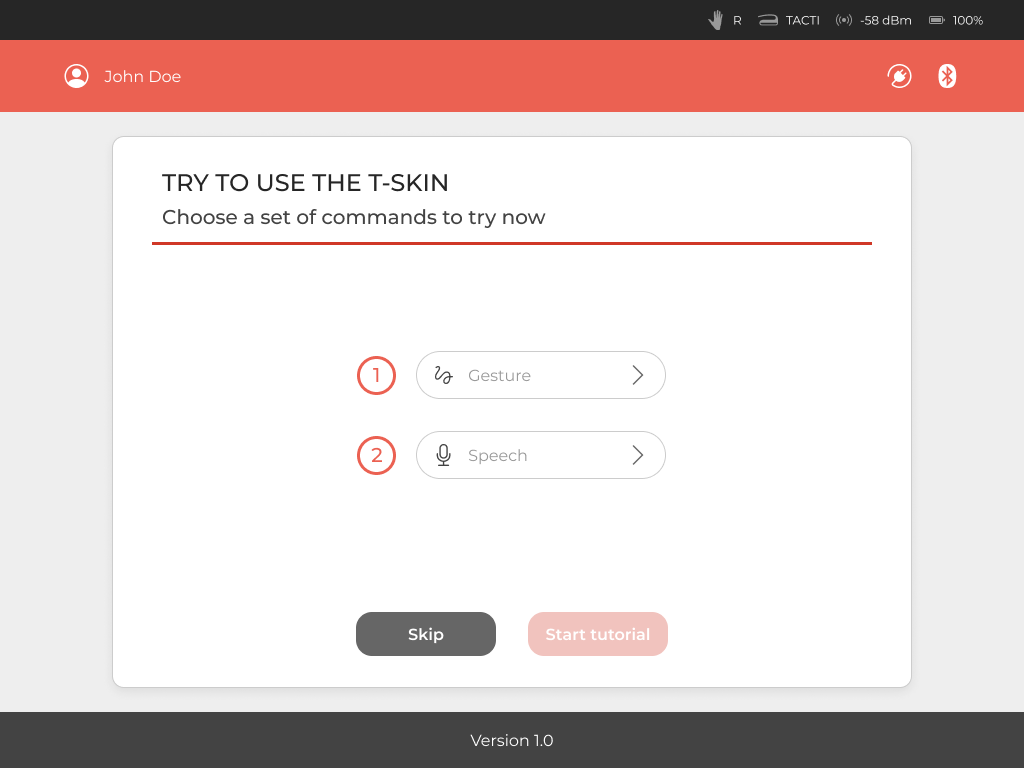 R TACTI -58 dBm 100%
John Doe
TRY TO USE THE T-SKIN
Choose a set of commands to try now
1 Gesture
2 Speech
Skip Start tutorial
Version 1.0